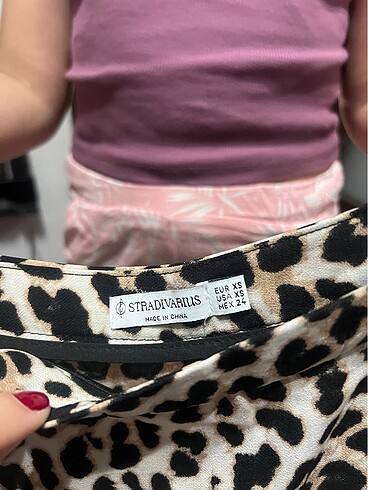 STRADIVARIUS
MADE IN CHINA
EUR XS
USA XS
MEX 24